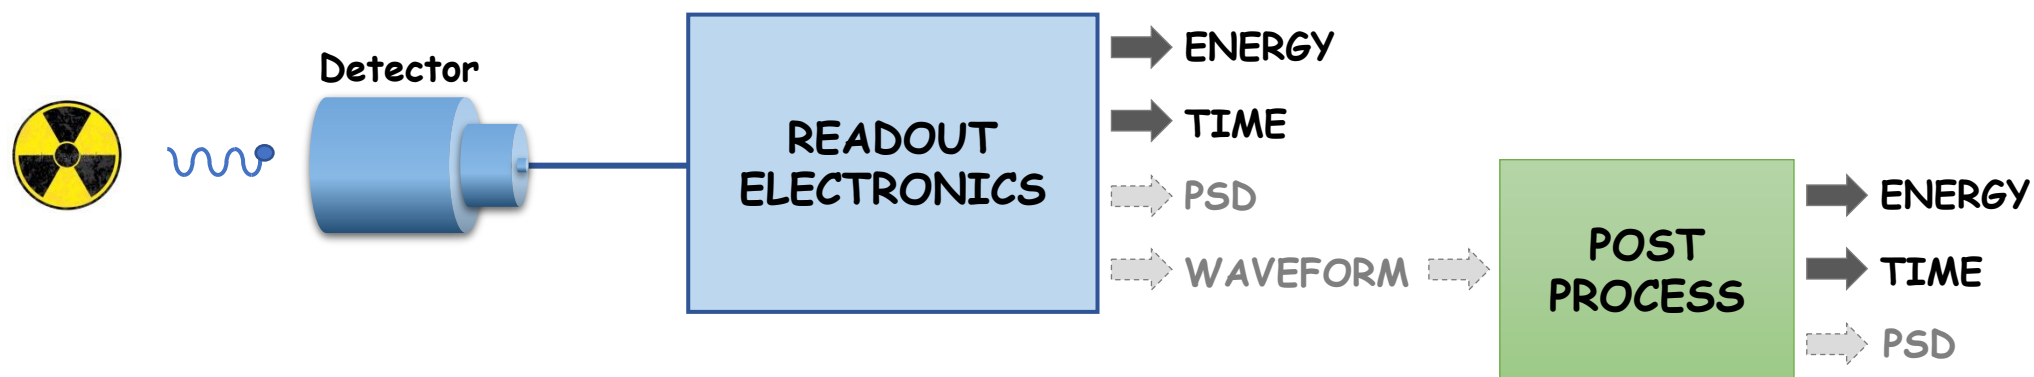 Detector
READOUT
ELECTRONICS
ENERGY
TIME
PSD
WAVEFORM
POST
PROCESS
ENERGY
TIME
PSD